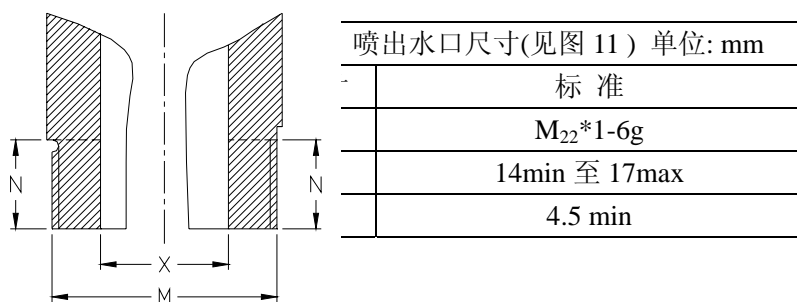 喷出水口尺寸(见图 11 ) 单位: mm
标 准
M₂₂*1-6g
14min 至 17max
4.5 min
N
N
X
M